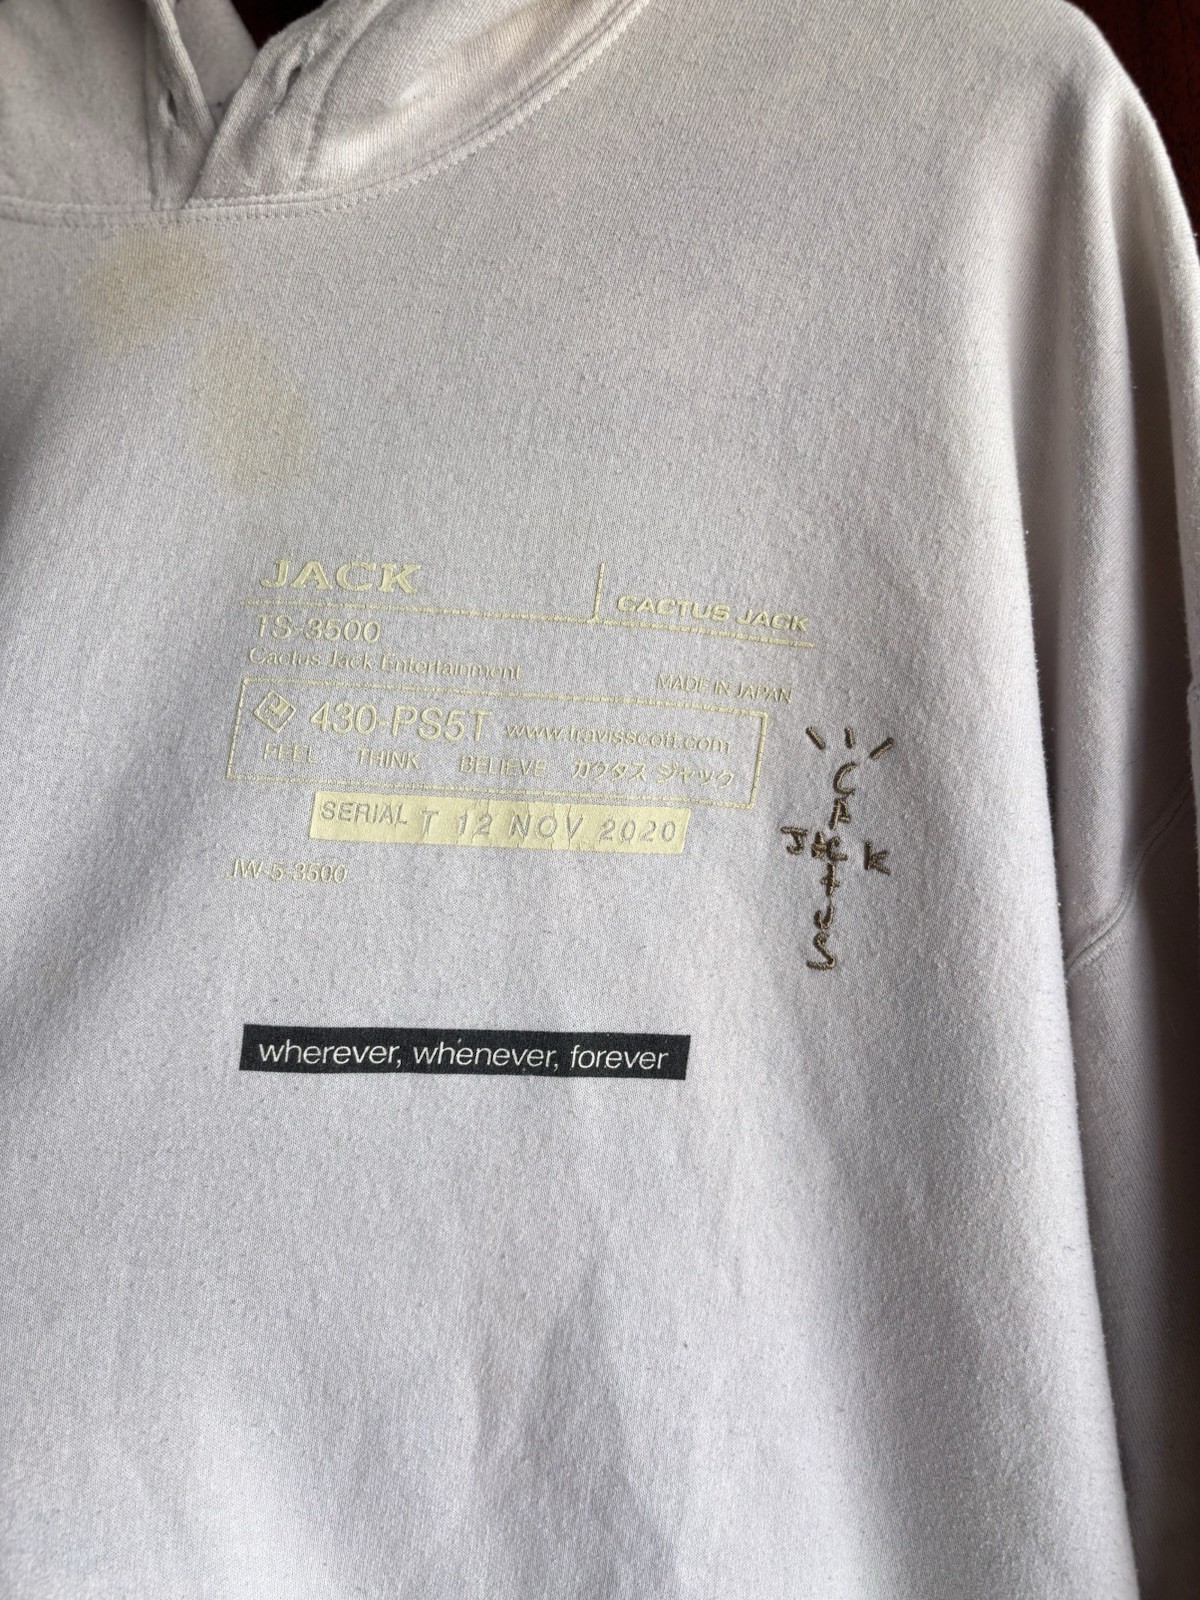 JACK
CACTUS JACK
TS-3500
Cactus Jack Entertainment
MADE IN JAPAN
430-PS5T www.travisscott.com
FEEL THINK BELIEVE カクタス ジャック
SERIAL T 12 NOV 2020
JW-5-3500
CACTUS
JACK
wherever, whenever, forever